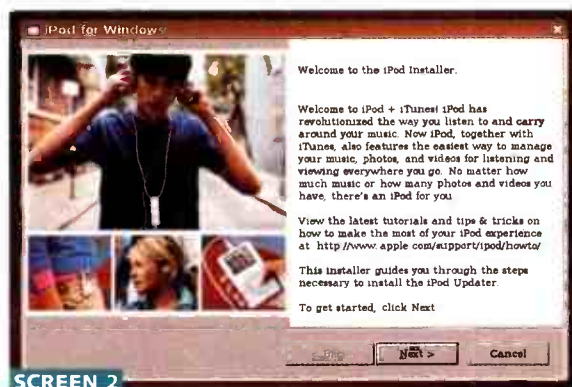 iPod for Windows
Welcome to the iPod Installer.
Welcome to iPod + iTunes! iPod has
revolutionized the way you listen to and carry
around your music. Now iPod, together with
iTunes, also features the easiest way to manage
your music, photos, and videos for listening and
viewing everywhere you go. No matter how
much music or how many photos and videos you
have, there's an iPod for you
View the latest tutorials and tips & tricks on
how to make the most of your iPod experience
at http //www.apple com/support/ipod/howto/
This installer guides you through the steps
necessary to install the iPod Updater.
To get started, click Next
Next >
Cancel
SCREEN 2